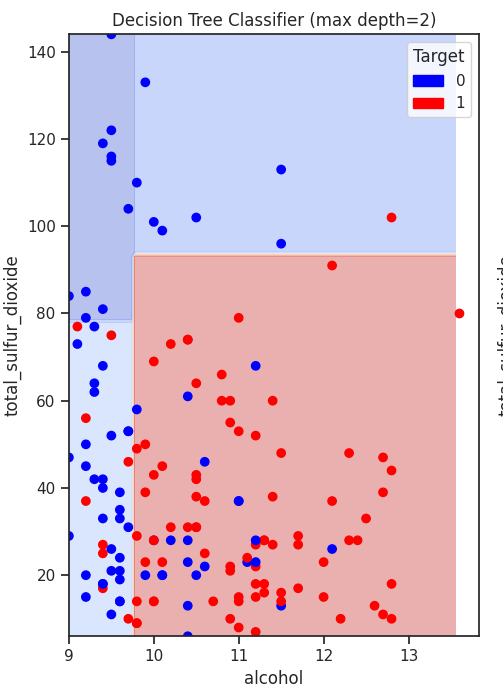 Decision Tree Classifier (max depth=2)
Target
0
1
140
120
100
80
60
40
20
total_sulfur_dioxide
9
10
11
12
13
alcohol
total_sulfur_dioxide